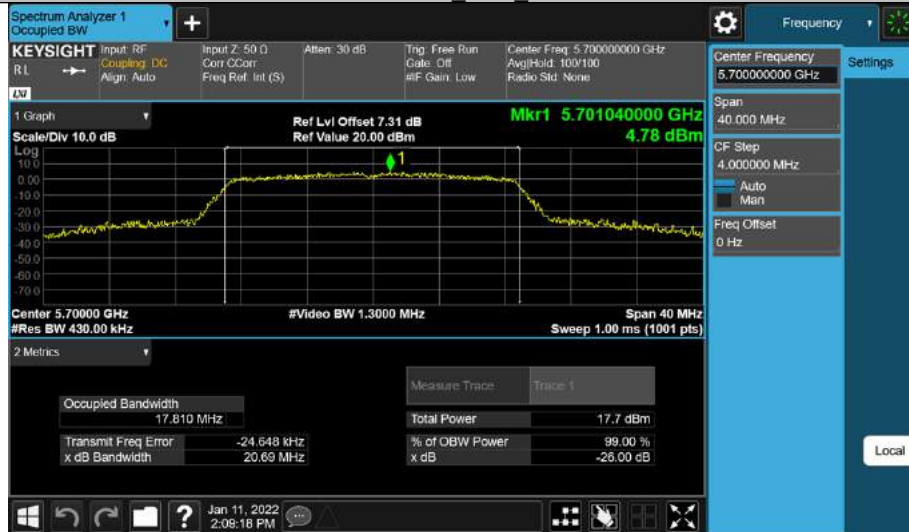 Spectrum Analyzer 1
Occupied BW
Frequency
KEYSIGHT
RL
LXI
Input: RF
Coupling: DC
Align: Auto
Input Z: 50 Ω
Corr CCorr
Freq Ref: Int (S)
Atten: 30 dB
Trig: Free Run
Gate: Off
#IF Gain: Low
Center Freq: 5.700000000 GHz
Avg|Hold: 100/100
Radio Std: None
1 Graph
Scale/Div 10.0 dB
Ref Lvl Offset 7.31 dB
Ref Value 20.00 dBm
Mkr1 5.701040000 GHz
4.78 dBm
Log
10.0
0.00
-10.0
-20.0
-30.0
-40.0
-50.0
-60.0
-70.0
1
Center 5.70000 GHz
#Res BW 430.00 kHz
#Video BW 1.3000 MHz
Span 40 MHz
Sweep 1.00 ms (1001 pts)
2 Metrics
Measure Trace Trace 1
Occupied Bandwidth
17.810 MHz
Total Power 17.7 dBm
Transmit Freq Error -24.648 kHz
x dB Bandwidth 20.69 MHz
% of OBW Power 99.00 %
x dB -26.00 dB
Center Frequency
5.700000000 GHz
Span
40.000 MHz
CF Step
4.000000 MHz
Auto
Man
Freq Offset
0 Hz
Settings
Local
?
Jan 11, 2022
2:09:18 PM